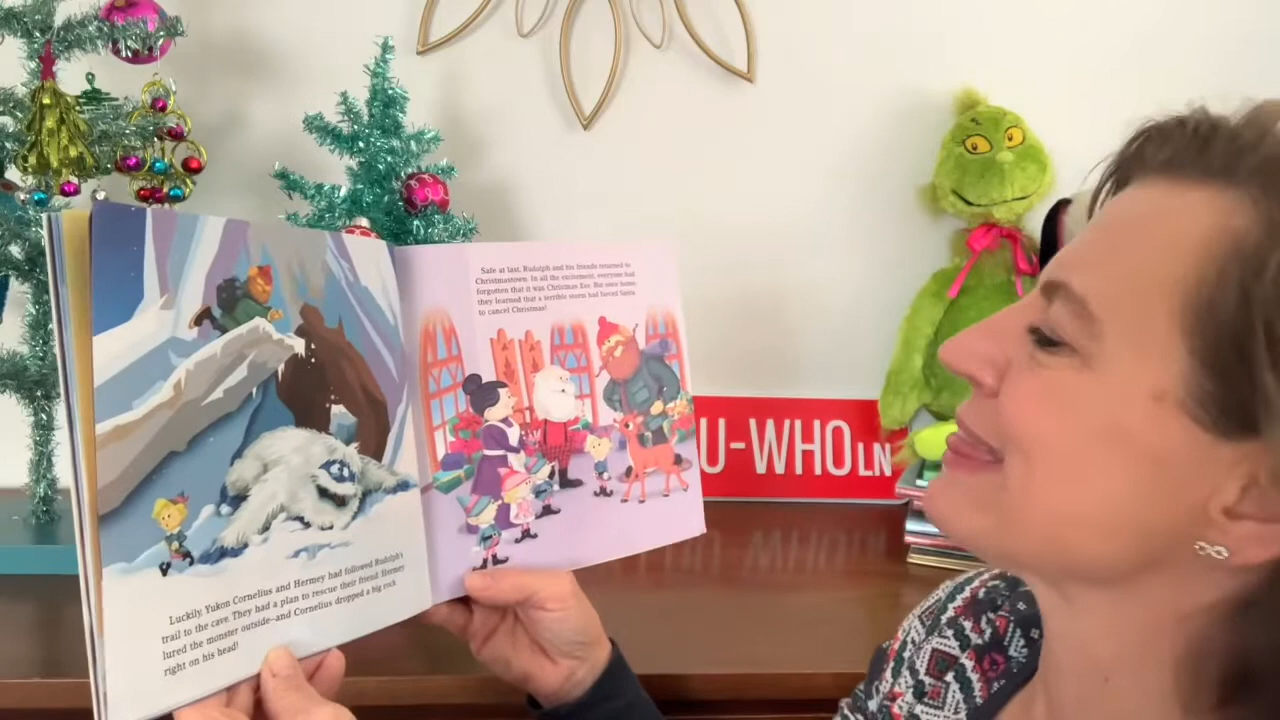 Luckily, Yukon Cornelius and Hermey had followed Rudolph's
trail to the cave. They had a plan to rescue their friend: Hermey
lured the monster outside—and Cornelius dropped a big rock
right on his head!
Safe at last, Rudolph and his friends returned to
Christmastown. In all the excitement, everyone had
forgotten that it was Christmas Eve. But once home,
they learned that a terrible storm had forced Santa
to cancel Christmas!
U-WHOLN